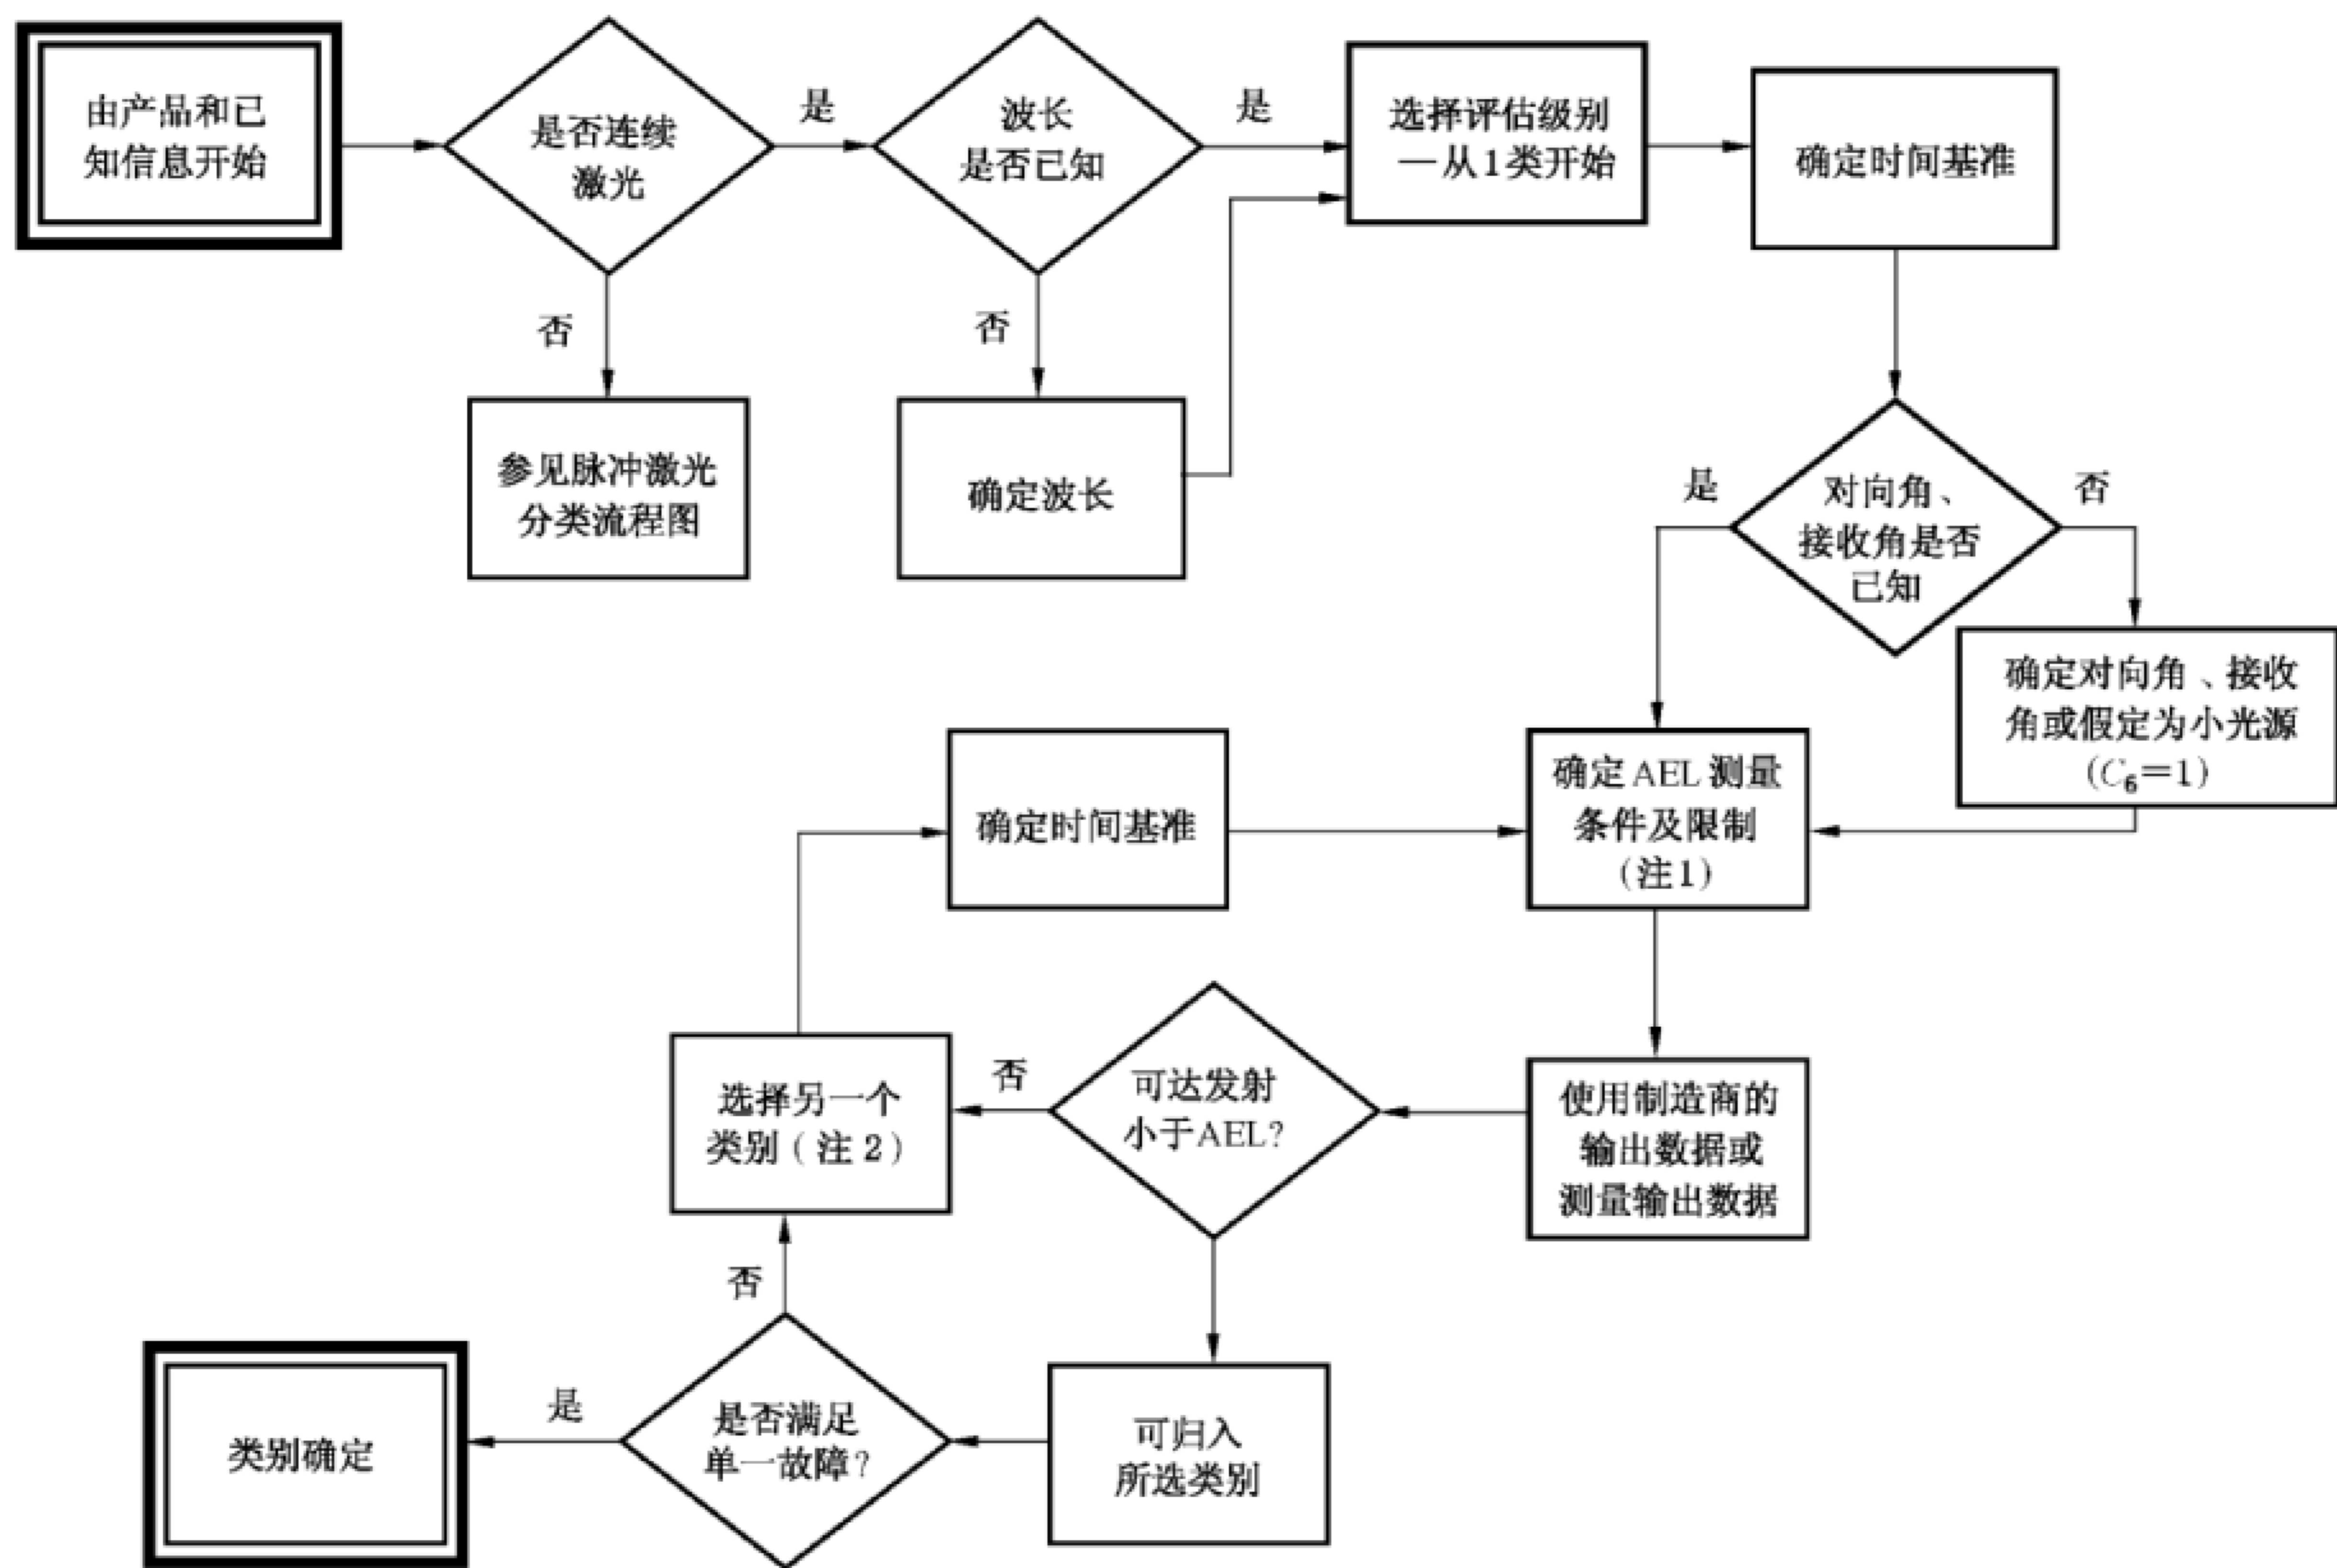 由产品和已
知信息开始
是否连续
激光
是
波长
是否已知
是
选择评估级别
—从1类开始
确定时间基准
否
参见脉冲激光
分类流程图
否
确定波长
是
对向角、
接收角是否
已知
否
确定对向角、接收
角或假定为小光源
(C₆=1)
确定时间基准
确定AEL测量
条件及限制
(注1)
选择另一个
类别(注2)
否
可达发射
小于AEL?
使用制造商的
输出数据或
测量输出数据
否
类别确定
是
是否满足
单一故障?
可归入
所选类别